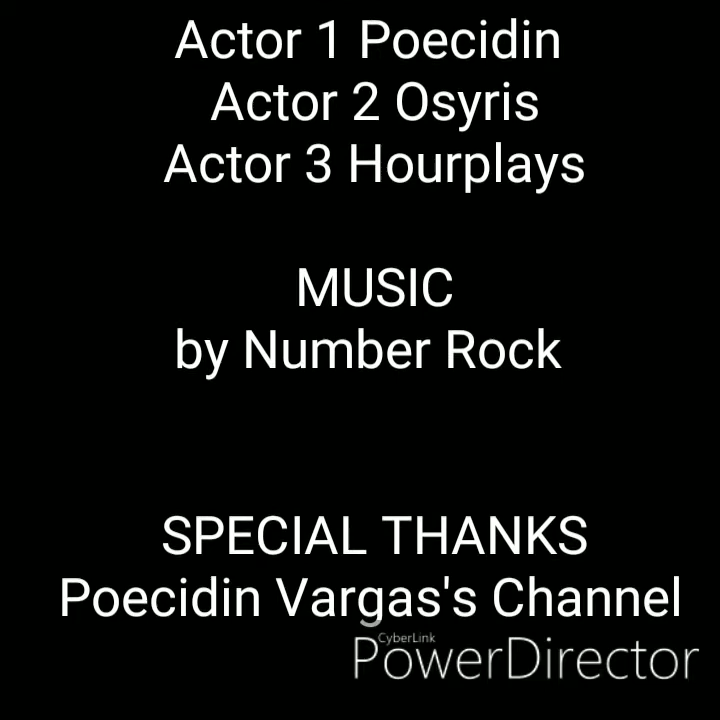 Actor 1 Poecidin
Actor 2 Osyris
Actor 3 Hourplays
MUSIC
by Number Rock
SPECIAL THANKS
Poecidin Vargas's Channel
CyberLink
PowerDirector